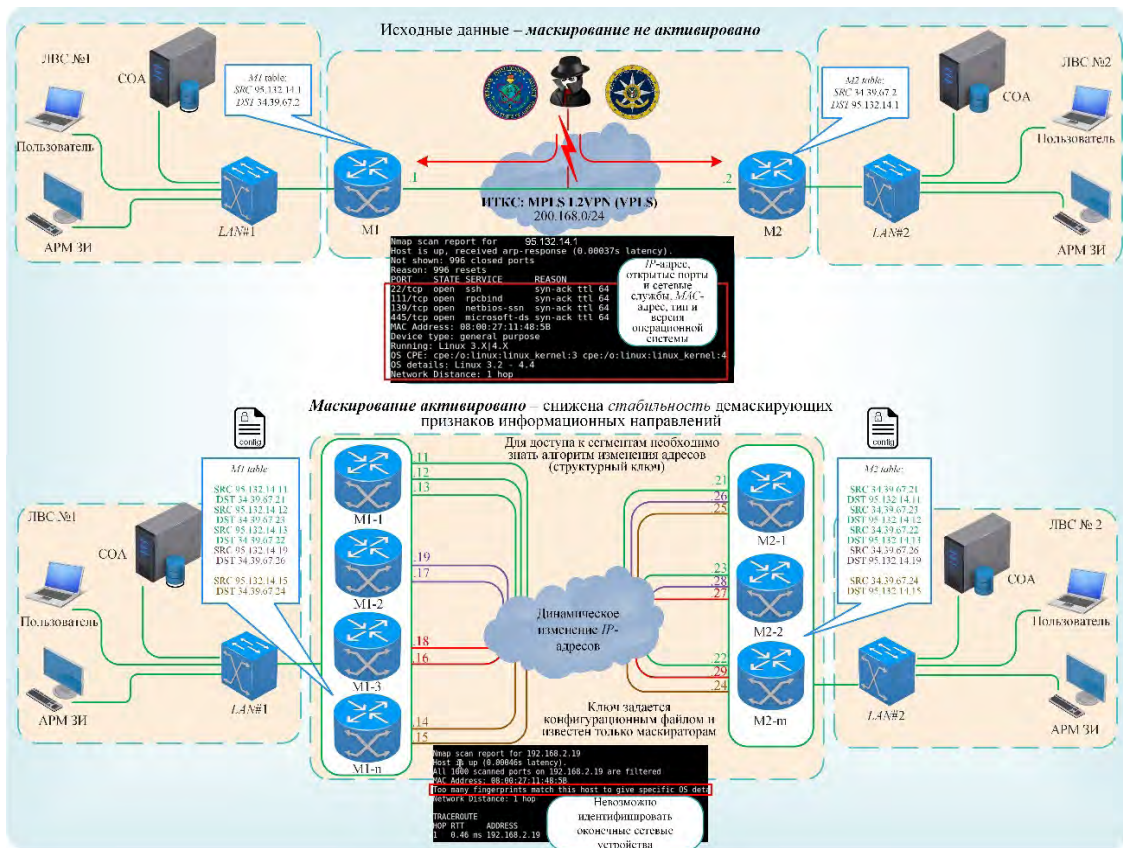 Исходные данные – маскирование не активировано
ЛВС №1
СОА
M1 table:
SRC 95.132.14.1
DST 34.39.67.2
Пользователь
АРМ ЗИ
LAN#1
M1
.1
.2
ИТКС: MPLS L2VPN (VPLS)
200.168.0/24
M2
M2 table:
SRC 34.39.67.2
DST 95.132.14.1
ЛВС №2
СОА
Пользователь
LAN#2
АРМ ЗИ
Nmap scan report for 95.132.14.1
Host is up, received arp-response (0.00037s latency).
Not shown: 996 closed ports
Reason: 996 resets
PORT STATE SERVICE REASON
22/tcp open ssh syn-ack ttl 64
111/tcp open rpcbind syn-ack ttl 64
139/tcp open netbios-ssn syn-ack ttl 64
445/tcp open microsoft-ds syn-ack ttl 64
MAC Address: 08:00:27:11:48:5B
Device type: general purpose
Running: Linux 3.X|4.X
OS CPE: cpe:/o:linux:linux_kernel:3 cpe:/o:linux:linux_kernel:4
OS details: Linux 3.2 - 4.4
Network Distance: 1 hop
IP-адрес,
открытые порты
и сетевые
службы, MAC-
адрес, тип и
версия
операционной
системы
Маскирование активировано – снижена стабильность демаскирующих
признаков информационных направлений
config
config
M1 table
SRC 95.132.14.11
DST 34.39.67.21
SRC 95.132.14.12
DST 34.39.67.23
SRC 95.132.14.13
DST 34.39.67.22
SRC 95.132.14.19
DST 34.39.67.26
SRC 95.132.14.15
DST 34.39.67.24
ЛВС №1
СОА
Пользователь
АРМ ЗИ
LAN#1
M1-1
M1-2
M1-3
M1-n
.11
.12
.13
.19
.17
.18
.16
.14
.15
Для доступа к сегментам необходимо
знать алгоритм изменения адресов
(структурный ключ)
Динамическое
изменение IP-
адресов
Ключ задается
конфигурационным файлом и
известен только маскираторам
.21
.26
.25
.23
.28
.27
.22
.29
.24
M2-1
M2-2
M2-m
M2 table:
SRC 34.39.67.21
DST 95.132.14.11
SRC 34.39.67.23
DST 95.132.14.12
SRC 34.39.67.22
DST 95.132.14.13
SRC 34.39.67.26
DST 95.132.14.19
SRC 34.39.67.24
DST 95.132.14.15
ЛВС № 2
СОА
Пользователь
LAN#2
АРМ ЗИ
Nmap scan report for 192.168.2.19
Host is up (0.00046s latency).
All 1000 scanned ports on 192.168.2.19 are filtered
MAC Address: 08:00:27:11:48:5B
Too many fingerprints match this host to give specific OS deta
Network Distance: 1 hop
TRACEROUTE
HOP RTT ADDRESS
1 0.46 ms 192.168.2.19
Невозможно
идентифицировать
оконечные сетевые
устройства